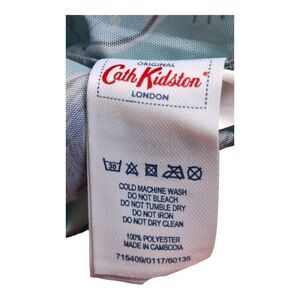 ORIGINAL
Cath Kidston
LONDON
30
COLD MACHINE WASH
DO NOT BLEACH
DO NOT TUMBLE DRY
DO NOT IRON
DO NOT DRY CLEAN
100% POLYESTER
MADE IN CAMBODIA
715409/0117/60135